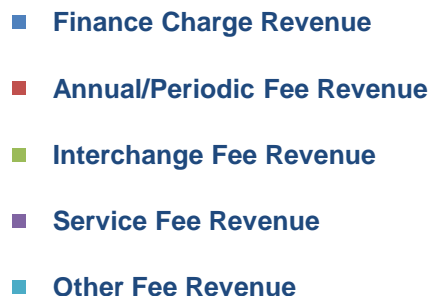 Finance Charge Revenue
Annual/Periodic Fee Revenue
Interchange Fee Revenue
Service Fee Revenue
Other Fee Revenue